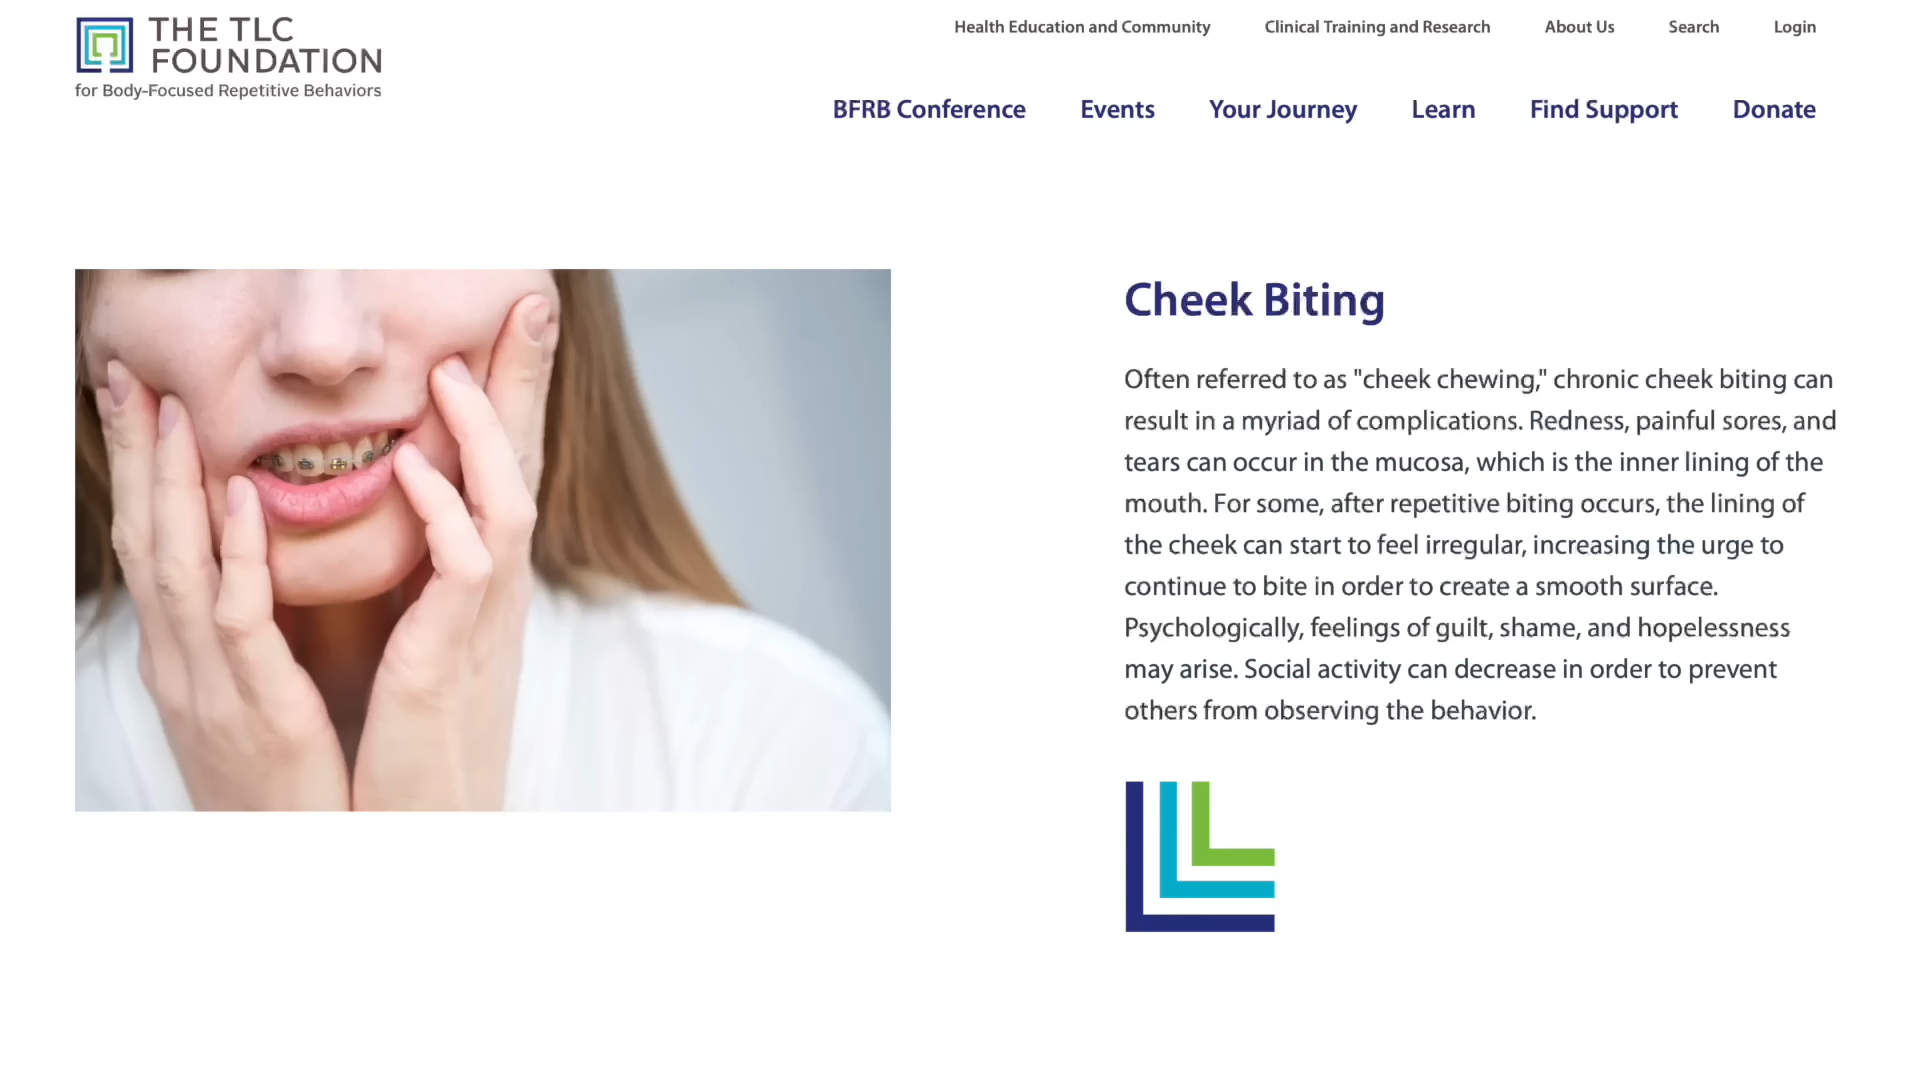 THE TLC
FOUNDATION
for Body-Focused Repetitive Behaviors
Health Education and Community
Clinical Training and Research
About Us
Search
Login
BFRB Conference
Events
Your Journey
Learn
Find Support
Donate
Cheek Biting
Often referred to as "cheek chewing," chronic cheek biting can
result in a myriad of complications. Redness, painful sores, and
tears can occur in the mucosa, which is the inner lining of the
mouth. For some, after repetitive biting occurs, the lining of
the cheek can start to feel irregular, increasing the urge to
continue to bite in order to create a smooth surface.
Psychologically, feelings of guilt, shame, and hopelessness
may arise. Social activity can decrease in order to prevent
others from observing the behavior.